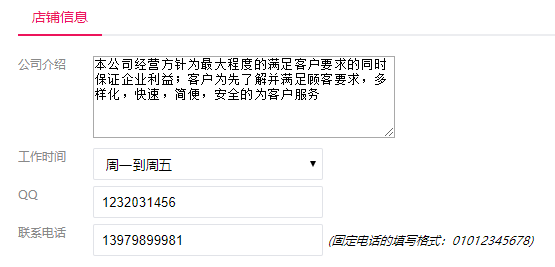 店铺信息
公司介绍
本公司经营方针为最大程度的满足客户要求的同时
保证企业利益；客户为先了解并满足顾客要求，多
样化，快速，简便，安全的为客户服务
工作时间
周一到周五
QQ
1232031456
联系电话
13979899981 (固定电话的填写格式：01012345678)